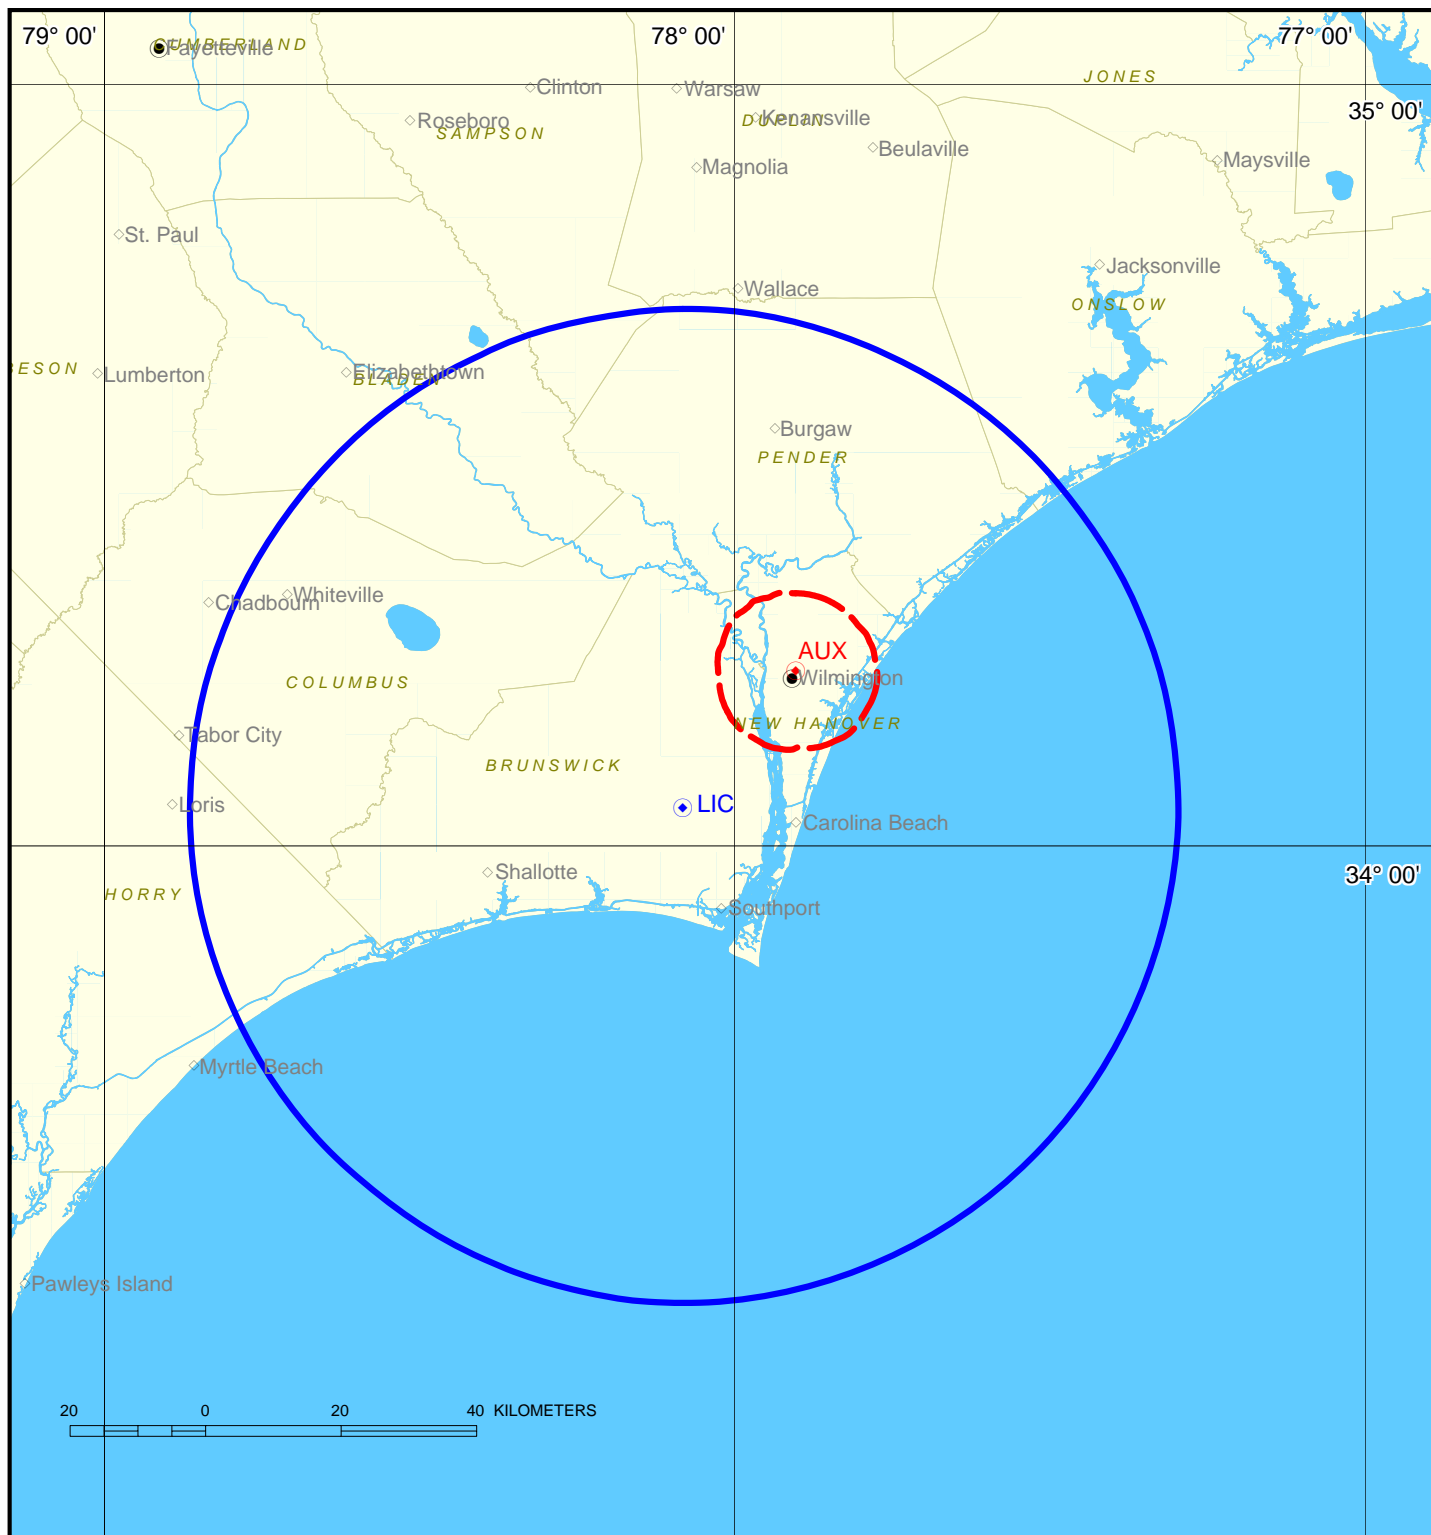 79° 00'
78° 00'
77° 00'
CUMBERLAND
Fayetteville
JONES
Clinton
Warsaw
35° 00'
Roseboro
SAMPSON
DUPLIN
Kenansville
Beulaville
Magnolia
Maysville
St. Paul
Jacksonville
Wallace
ONSLOW
BESON
Lumberton
Elizabethtown
BLADEN
Burgaw
PENDER
Whiteville
Chadbourn
AUX
Wilmington
COLUMBUS
NEW HANOVER
Tabor City
BRUNSWICK
Loris
LIC
Carolina Beach
Shallotte
34° 00'
HORRY
Southport
Myrtle Beach
Pawleys Island
20 0 20 40 KILOMETERS